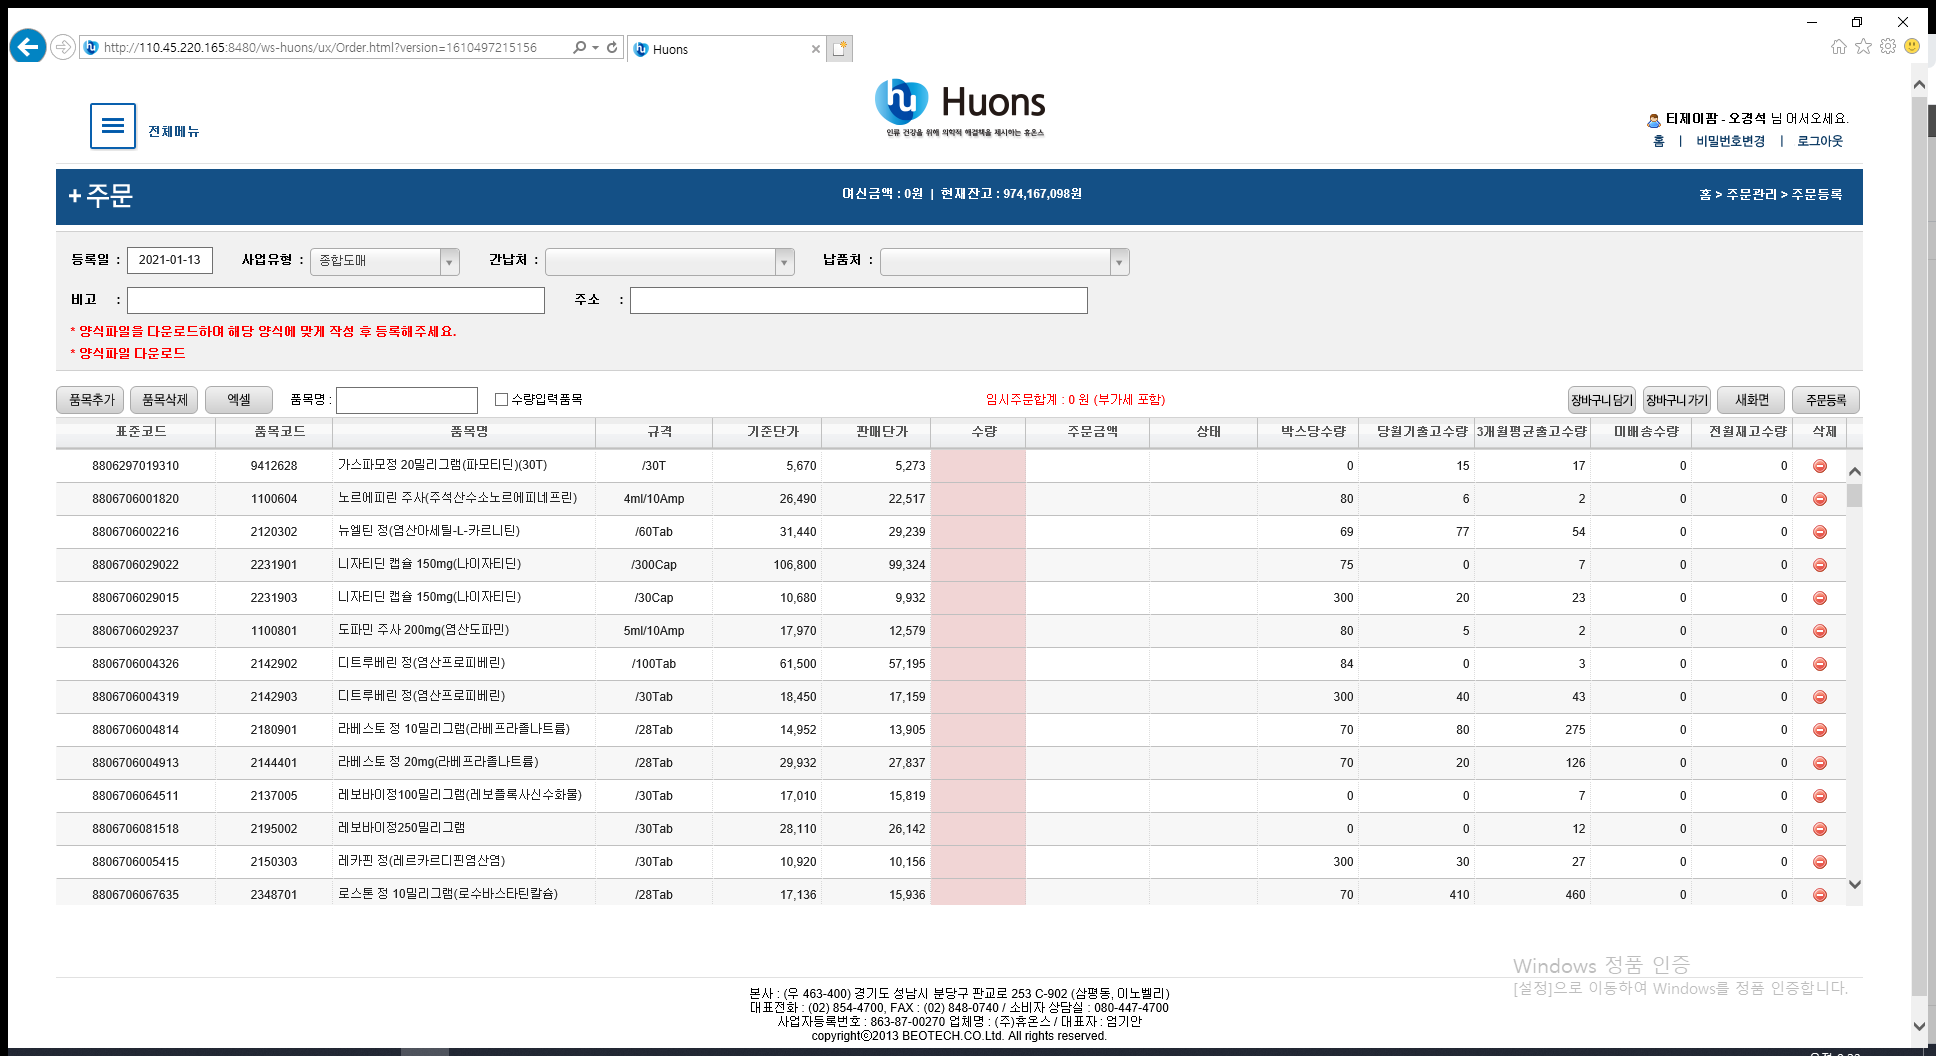 http://110.45.220.165:8480/ws-huons/ux/Order.html?version=1610497215156
Huons
Huons
인류 건강을 위해 의학적 해결책을 제시하는 휴온스
전체메뉴
티제이팜 - 오경석 님 어서오세요.
홈 | 비밀번호변경 | 로그아웃
+ 주문
여신금액 : 0원 | 현재잔고 : 974,167,098원
홈 > 주문관리 > 주문등록
등록일 : 2021-01-13 사업유형 : 종합도매 간납처 : 납품처 :
비고 : 주소 :
* 양식파일을 다운로드하여 해당 양식에 맞게 작성 후 등록해주세요.
* 양식파일 다운로드
품목추가 품목삭제 엑셀 품목명 : 수량입력품목 임시주문합계 : 0 원 (부가세 포함) 장바구니 담기 장바구니 가기 새화면 주문등록
표준코드 품목코드 품목명 규격 기준단가 판매단가 수량 주문금액 상태 박스당수량 당월기출고수량 3개월평균출고수량 미배송수량 전월재고수량 삭제
8806297019310 9412628 가스파모정 20밀리그램(파모티딘)(30T) /30T 5,670 5,273 0 15 17 0 0
8806706001820 1100604 노르에피린 주사(주석산수소노르에피네프린) 4ml/10Amp 26,490 22,517 80 6 2 0 0
8806706002216 2120302 뉴엘틴 정(염산아세틸-L-카르니틴) /60Tab 31,440 29,239 69 77 54 0 0
8806706029022 2231901 니자티딘 캡슐 150mg(나이자티딘) /300Cap 106,800 99,324 75 0 7 0 0
8806706029015 2231903 니자티딘 캡슐 150mg(나이자티딘) /30Cap 10,680 9,932 300 20 23 0 0
8806706029237 1100801 도파민 주사 200mg(염산도파민) 5ml/10Amp 17,970 12,579 80 5 2 0 0
8806706004326 2142902 디트루베린 정(염산프로피베린) /100Tab 61,500 57,195 84 0 3 0 0
8806706004319 2142903 디트루베린 정(염산프로피베린) /30Tab 18,450 17,159 300 40 43 0 0
8806706004814 2180901 라베스토 정 10밀리그램(라베프라졸나트륨) /28Tab 14,952 13,905 70 80 275 0 0
8806706004913 2144401 라베스토 정 20mg(라베프라졸나트륨) /28Tab 29,932 27,837 70 20 126 0 0
8806706064511 2137005 레보바이정100밀리그램(레보플록사신수화물) /30Tab 17,010 15,819 0 0 7 0 0
8806706081518 2195002 레보바이정250밀리그램 /30Tab 28,110 26,142 0 0 12 0 0
8806706005415 2150303 레카핀 정(레르카르디핀염산염) /30Tab 10,920 10,156 300 30 27 0 0
8806706067635 2348701 로스톤 정 10밀리그램(로수바스타틴칼슘) /28Tab 17,136 15,936 70 410 460 0 0
Windows 정품 인증
[설정]으로 이동하여 Windows를 정품 인증합니다.
본사 : (우 463-400) 경기도 성남시 분당구 판교로 253 C-902 (삼평동, 이노벨리)
대표전화 : (02) 854-4700, FAX : (02) 848-0740 / 소비자 상담실 : 080-447-4700
사업자등록번호 : 863-87-00270 업체명 : (주)휴온스 / 대표자 : 엄기안
copyrightⓒ2013 BEOTECH.CO.Ltd. All rights reserved.